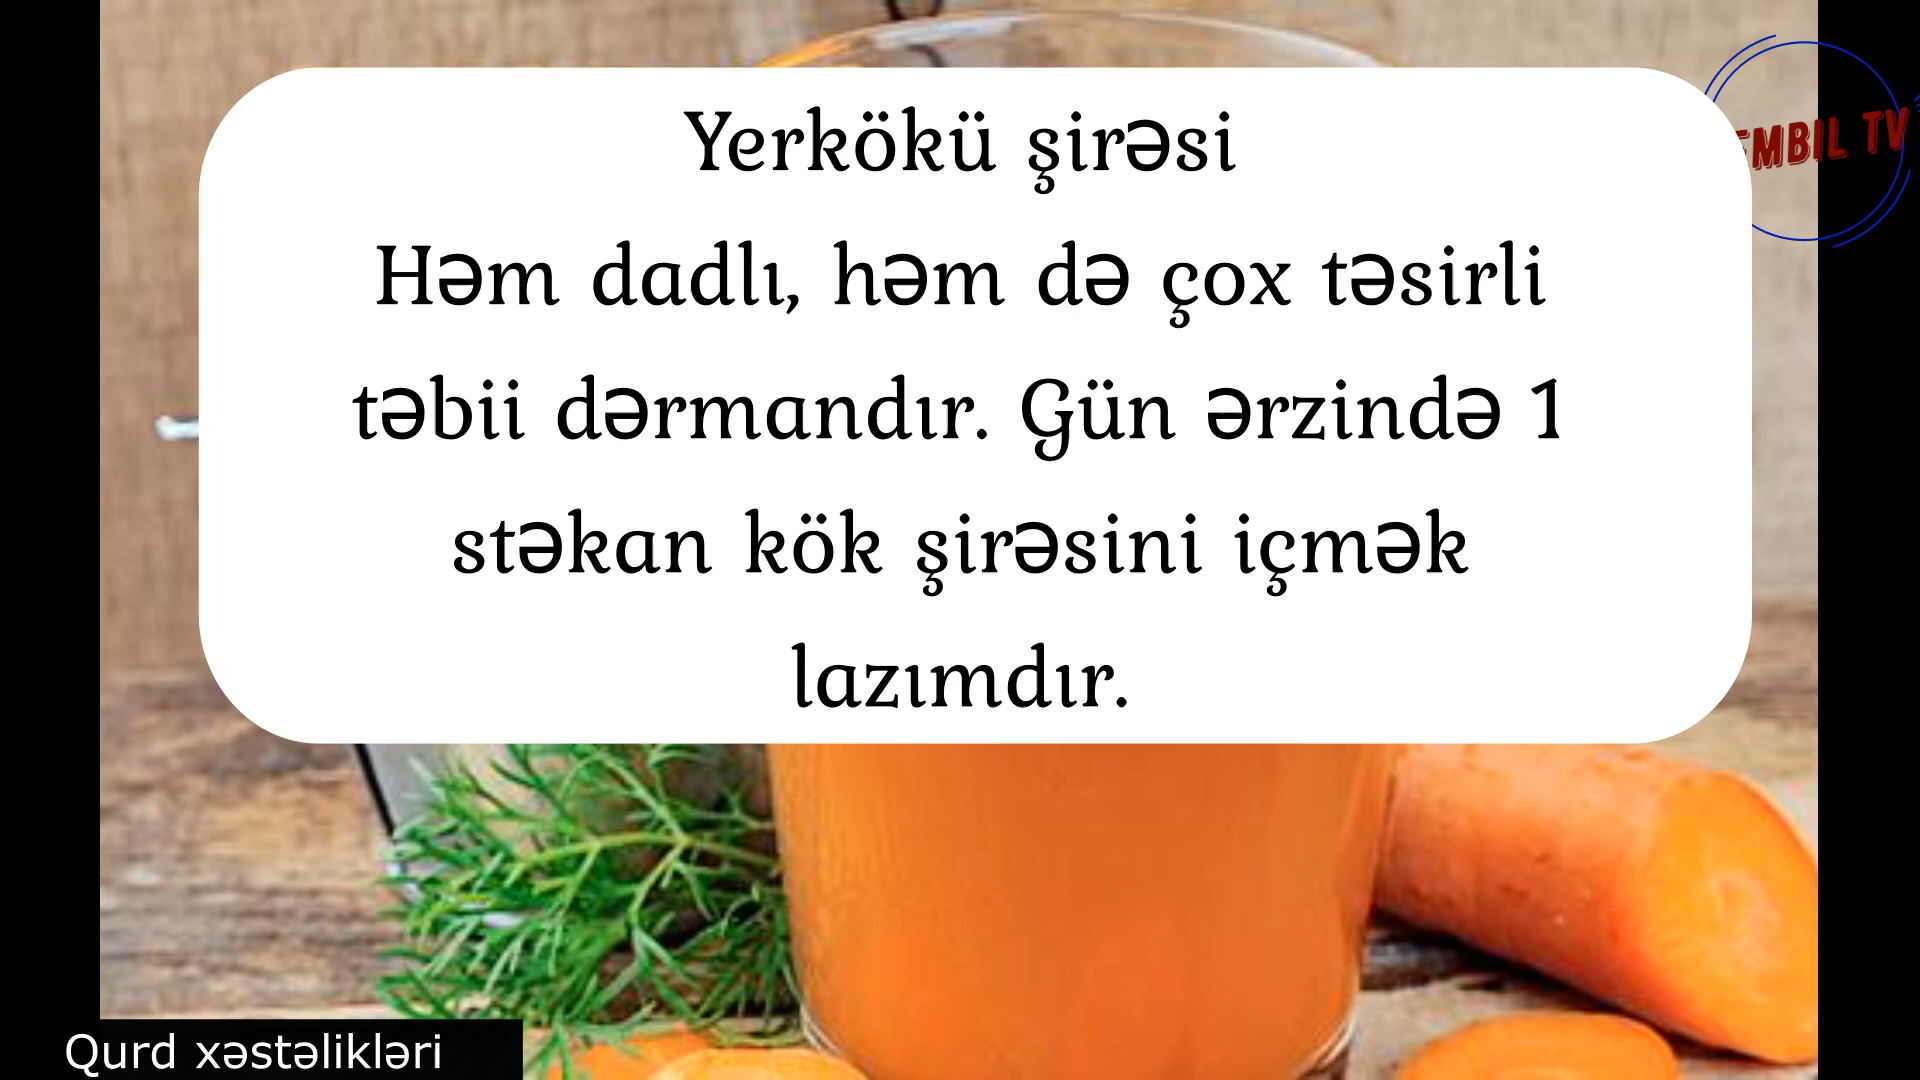 Yerkökü şirəsi
Həm dadlı, həm də çox təsirli
təbii dərmandır. Gün ərzində 1
stəkan kök şirəsini içmək
lazımdır.
EMBIL TV
Qurd xəstəlikləri